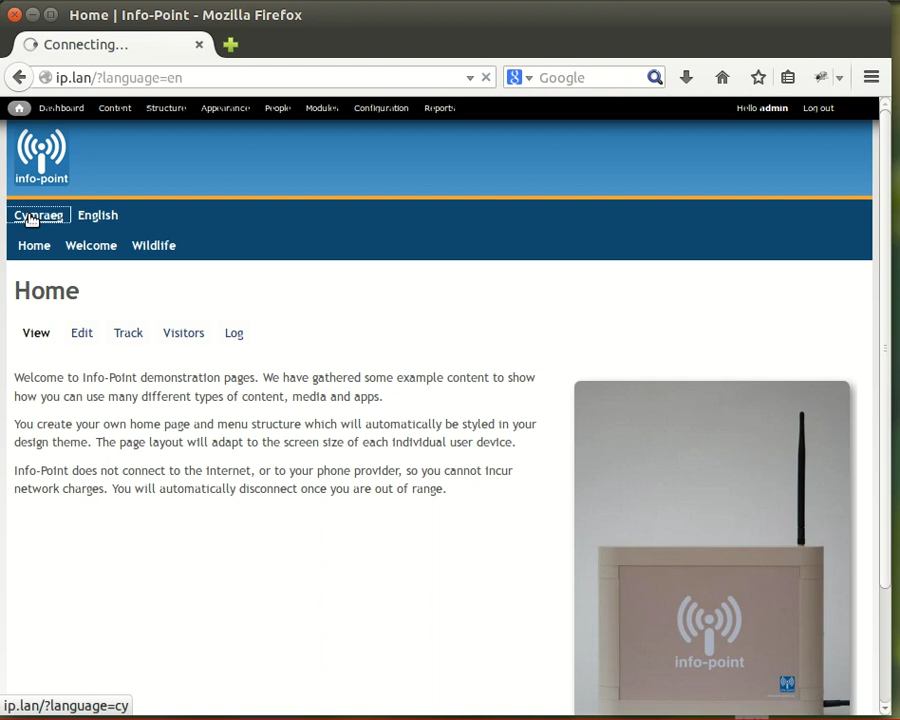 Home | Info-Point - Mozilla Firefox
Connecting...
ip.lan/?language=en
Google
Dashboard Content Structure Appearance People Modules Configuration Reports Hello admin Log out
info-point
Cymraeg English
Home Welcome Wildlife
Home
View Edit Track Visitors Log
Welcome to Info-Point demonstration pages. We have gathered some example content to show
how you can use many different types of content, media and apps.
You create your own home page and menu structure which will automatically be styled in your
design theme. The page layout will adapt to the screen size of each individual user device.
Info-Point does not connect to the internet, or to your phone provider, so you cannot incur
network charges. You will automatically disconnect once you are out of range.
info-point
ip.lan/?language=cy